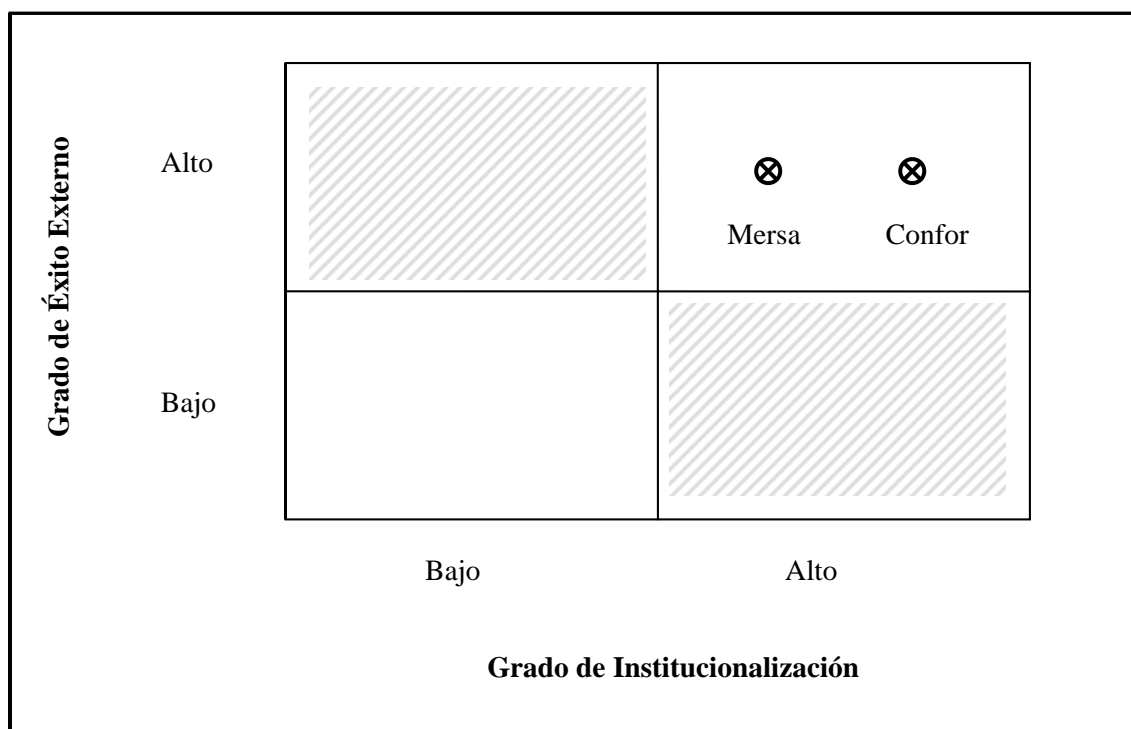 Grado de Éxito Externo
Alto
Mersa Confor
Bajo
Bajo Alto
Grado de Institucionalización